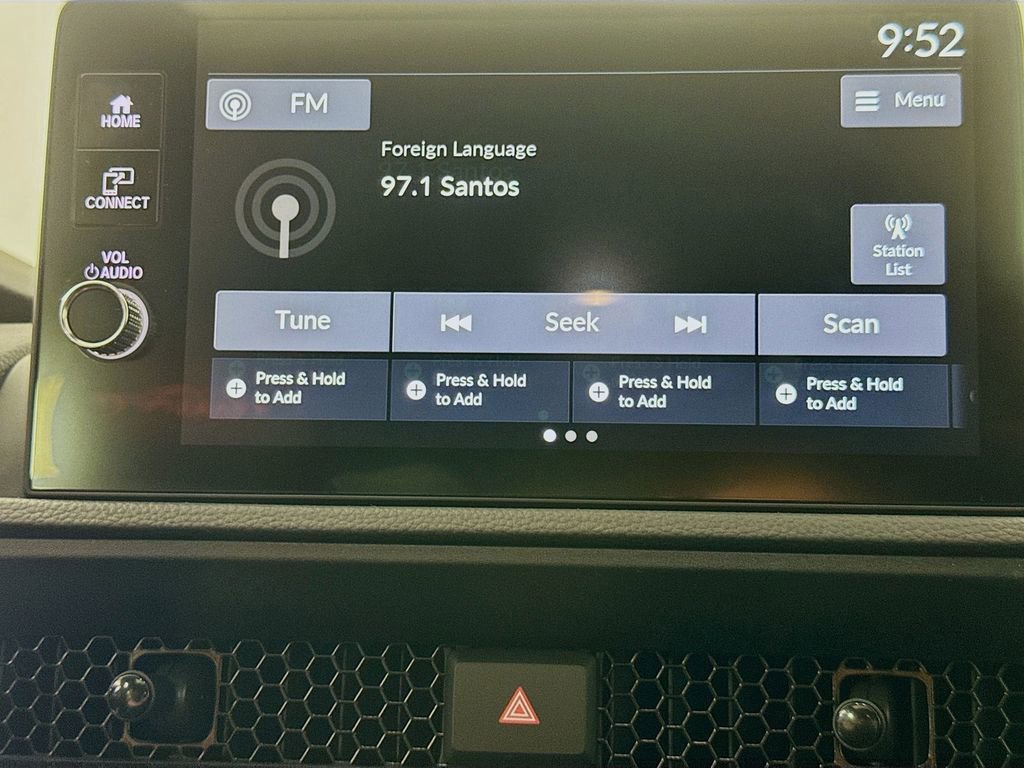 9:52
HOME
FM
Menu
Foreign Language
97.1 Santos
CONNECT
Station
List
VOL
AUDIO
Tune
Seek
Scan
Press & Hold
to Add
Press & Hold
to Add
Press & Hold
to Add
Press & Hold
to Add